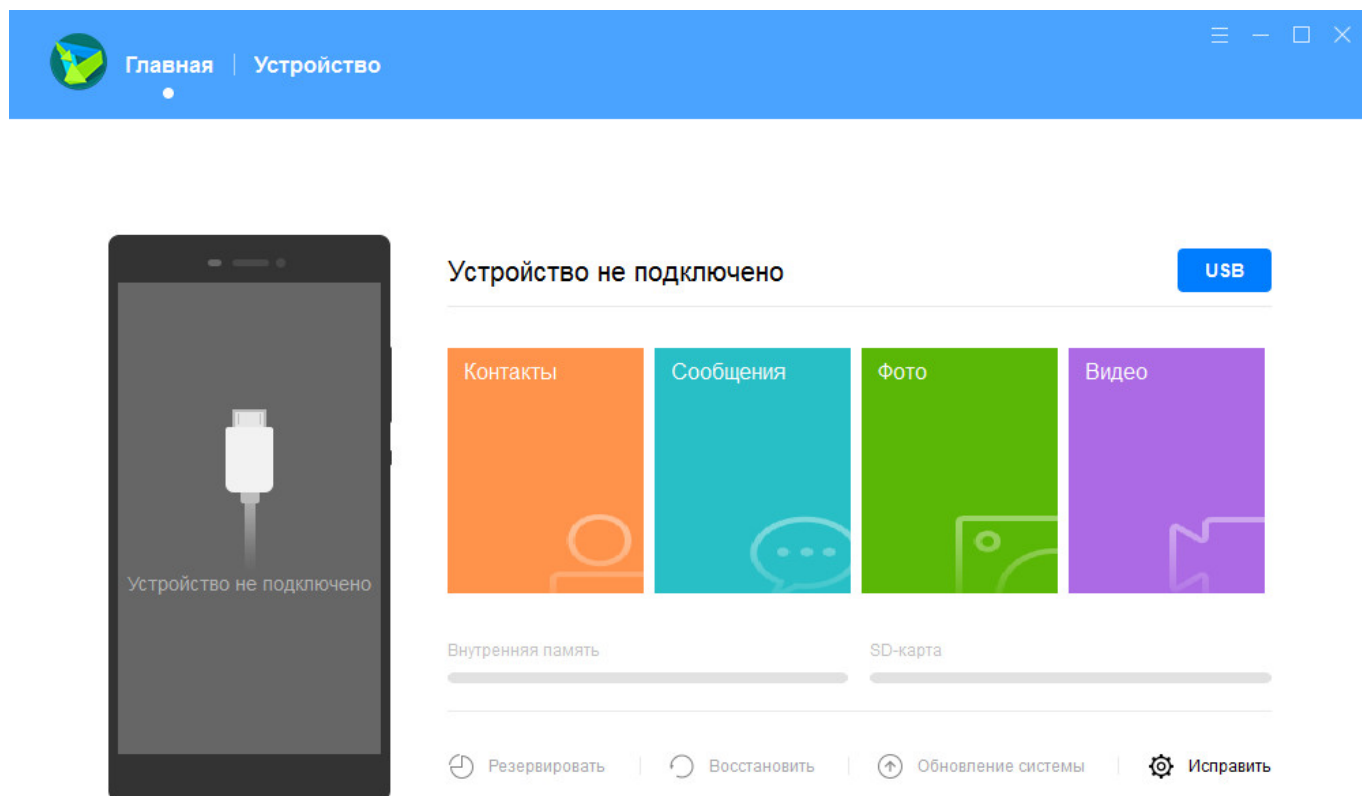 Главная
Устройство
Устройство не подключено
USB
Контакты
Сообщения
Фото
Видео
Устройство не подключено
Внутренняя память
SD-карта
Резервировать
Восстановить
Обновление системы
Исправить